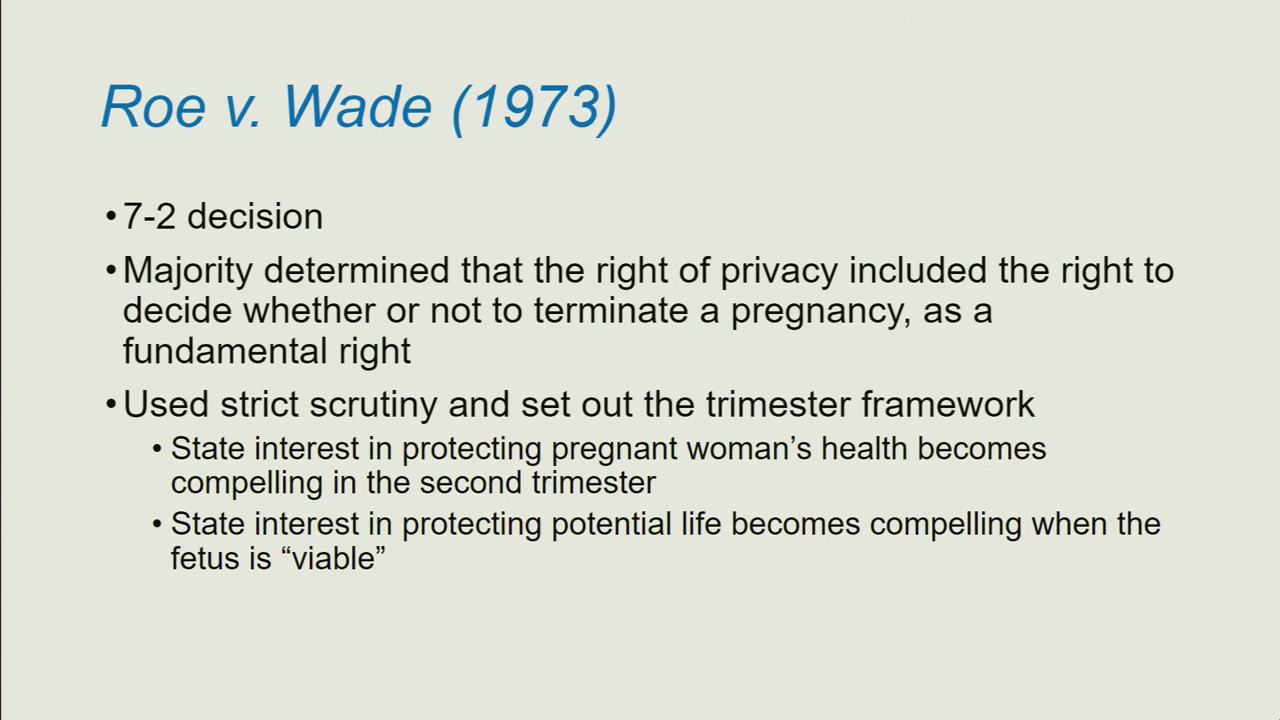 Roe v. Wade (1973)
•7-2 decision
•Majority determined that the right of privacy included the right to
decide whether or not to terminate a pregnancy, as a
fundamental right
•Used strict scrutiny and set out the trimester framework
• State interest in protecting pregnant woman’s health becomes
compelling in the second trimester
• State interest in protecting potential life becomes compelling when the
fetus is “viable”